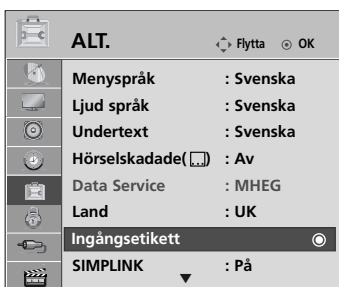 ALT. Flytta OK
Menyspråk : Svenska
Ljud språk : Svenska
Undertext : Svenska
Hörselskadade( ) : Av
Data Service : MHEG
Land : UK
Ingångsetikett
SIMPLINK : På